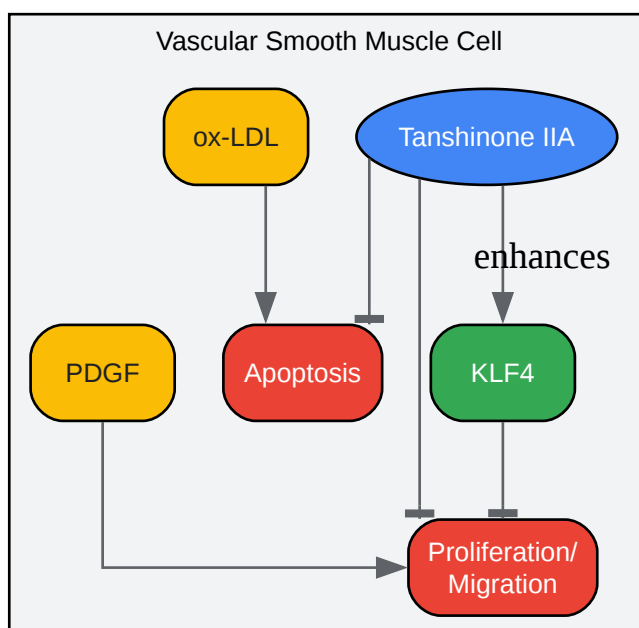 Vascular Smooth Muscle Cell
ox-LDL
Tanshinone IIA
enhances
PDGF
Apoptosis
KLF4
Proliferation/
Migration